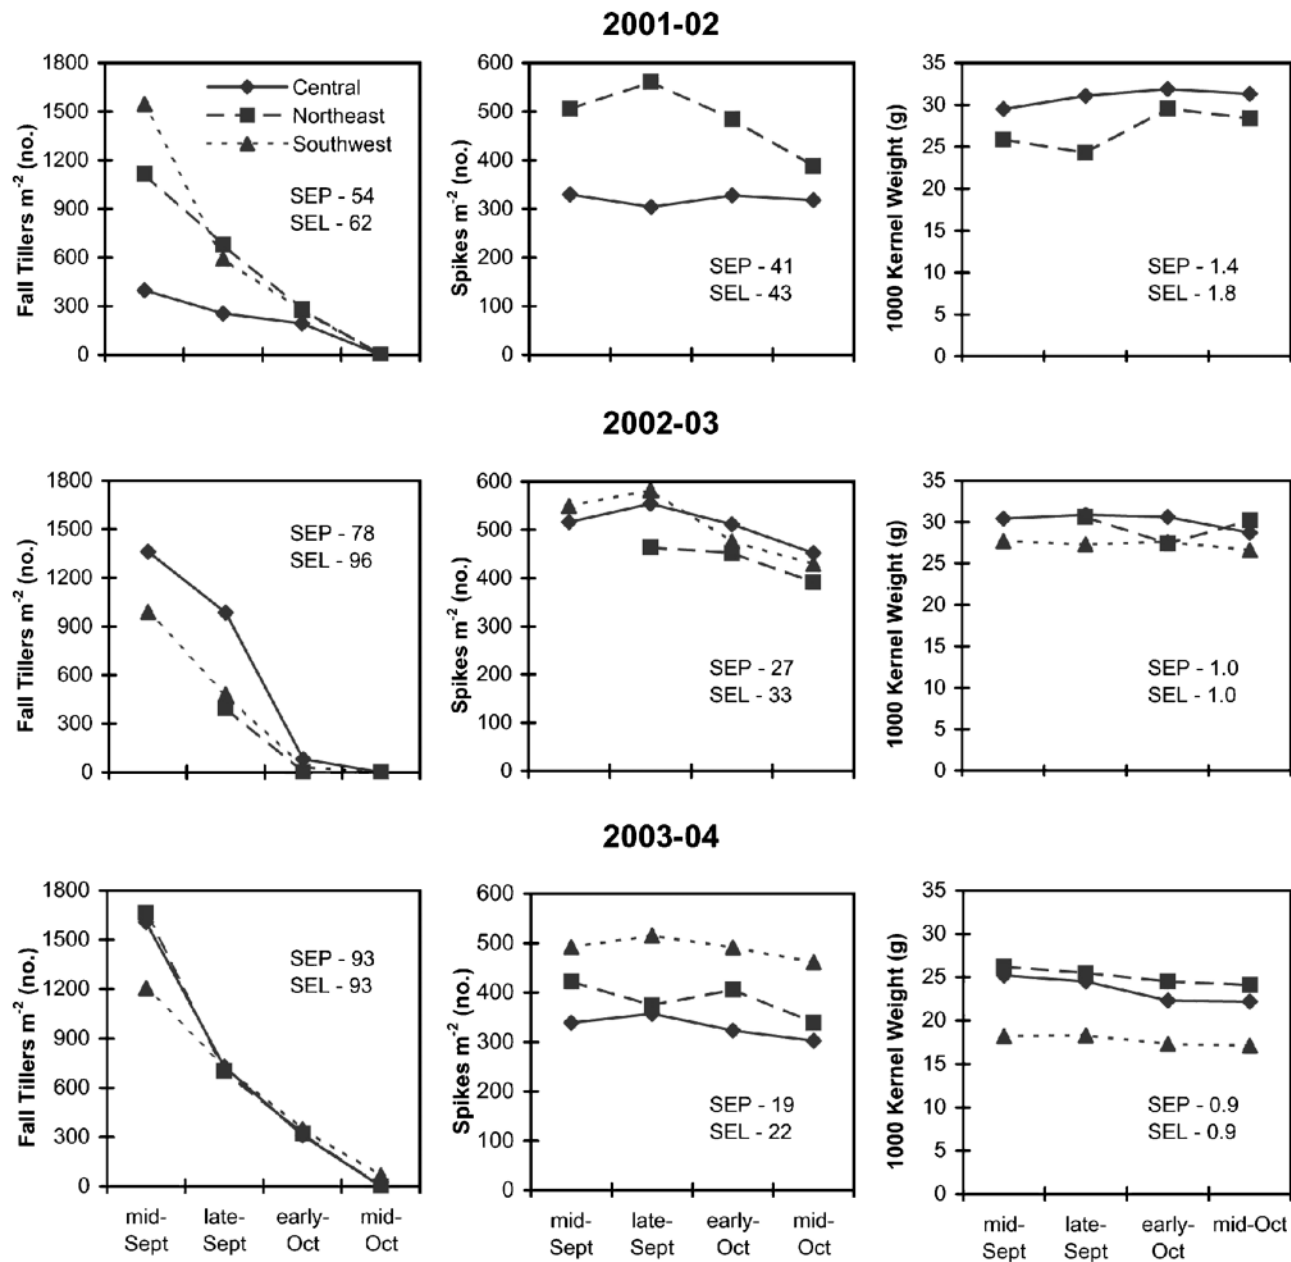 2001-02
1800
1500
1200
900
600
300
0
Fall Tillers m-2 (no.)
Central
Northeast
Southwest
SEP - 54
SEL - 62
600
500
400
300
200
100
0
Spikes m-2 (no.)
SEP - 41
SEL - 43
35
30
25
20
15
10
5
0
1000 Kernel Weight (g)
SEP - 1.4
SEL - 1.8
2002-03
1800
1500
1200
900
600
300
0
Fall Tillers m-2 (no.)
SEP - 78
SEL - 96
600
500
400
300
200
100
0
Spikes m-2 (no.)
SEP - 27
SEL - 33
35
30
25
20
15
10
5
0
1000 Kernel Weight (g)
SEP - 1.0
SEL - 1.0
2003-04
1800
1500
1200
900
600
300
0
Fall Tillers m-2 (no.)
SEP - 93
SEL - 93
mid-
Sept
late-
Sept
early-
Oct
mid-
Oct
600
500
400
300
200
100
0
Spikes m-2 (no.)
SEP - 19
SEL - 22
mid-
Sept
late-
Sept
early-
Oct
mid-
Oct
35
30
25
20
15
10
5
0
1000 Kernel Weight (g)
SEP - 0.9
SEL - 0.9
mid-
Sept
late-
Sept
early-
Oct
mid-Oct